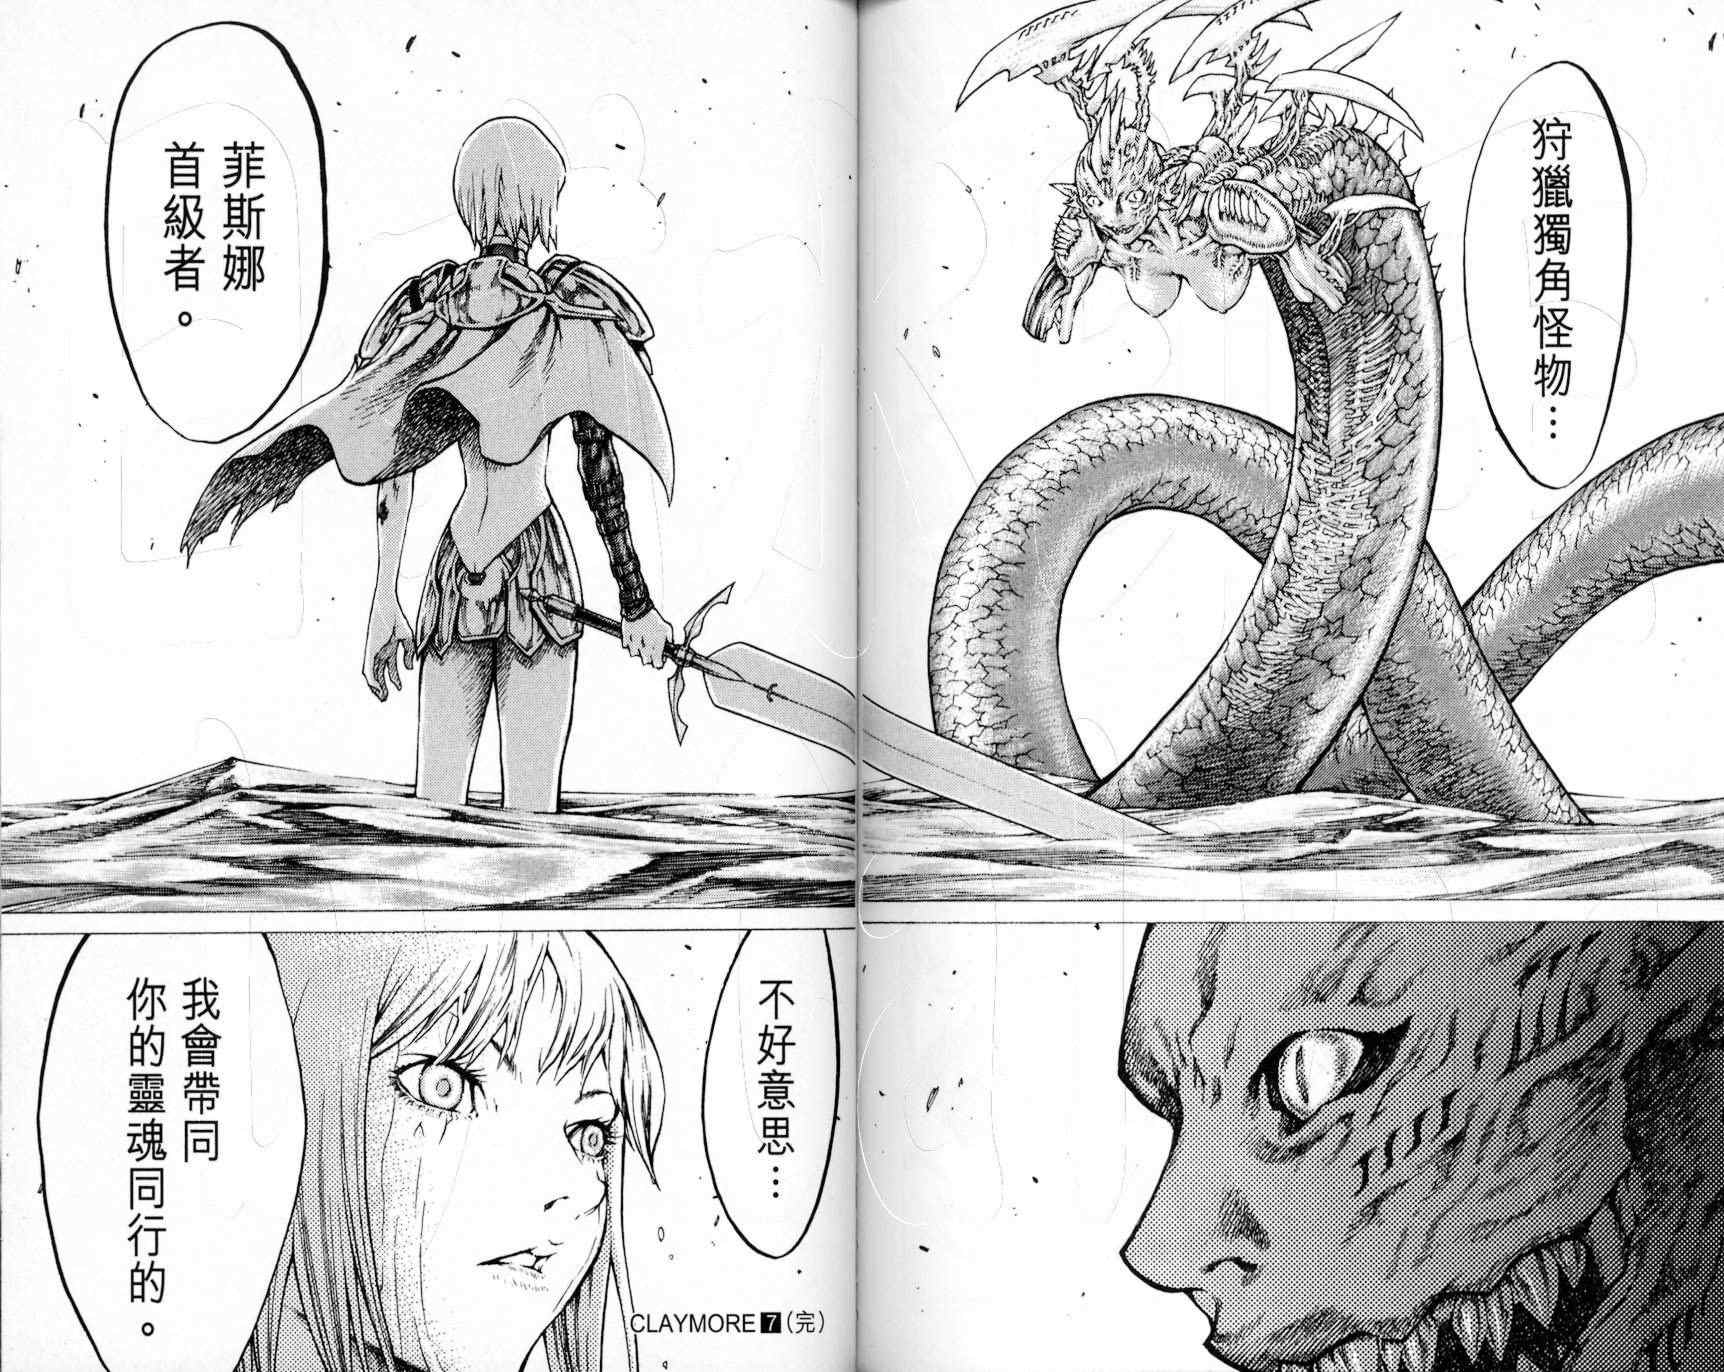 狩獵獨角怪物…
菲斯娜
首級者。
不好意思…
我會帶同
你的靈魂同行的。
CLAYMORE 7（完）